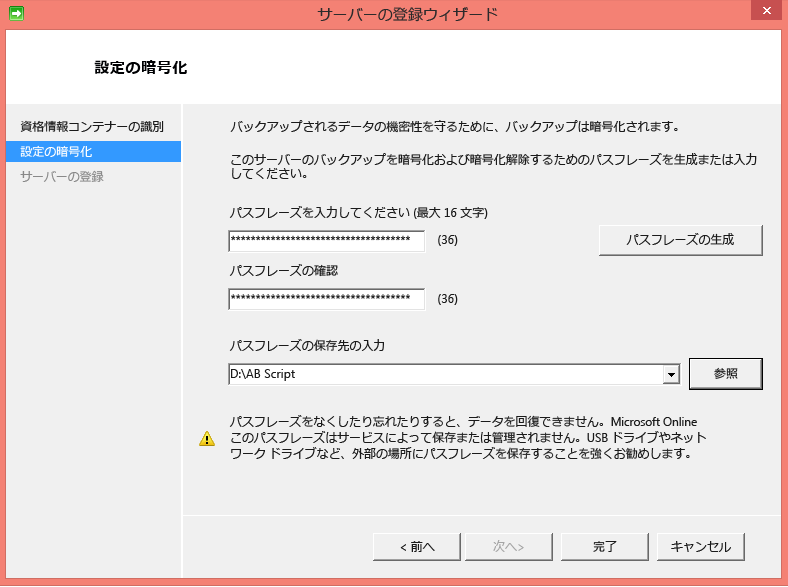 サーバーの登録ウィザード
設定の暗号化
資格情報コンテナーの識別
設定の暗号化
サーバーの登録
バックアップされるデータの機密性を守るために、バックアップは暗号化されます。
このサーバーのバックアップを暗号化および暗号化解除するためのパスフレーズを生成または入力
してください。
パスフレーズを入力してください (最大 16 文字)
************************************ (36)
パスフレーズの生成
パスフレーズの確認
************************************ (36)
パスフレーズの保存先の入力
D:\AB Script
参照
パスフレーズをなくしたり忘れたりすると、データを回復できません。Microsoft Online
このパスフレーズはサービスによって保存または管理されません。USB ドライブやネット
ワーク ドライブなど、外部の場所にパスフレーズを保存することを強くお勧めします。
< 前へ
次へ>
完了
キャンセル